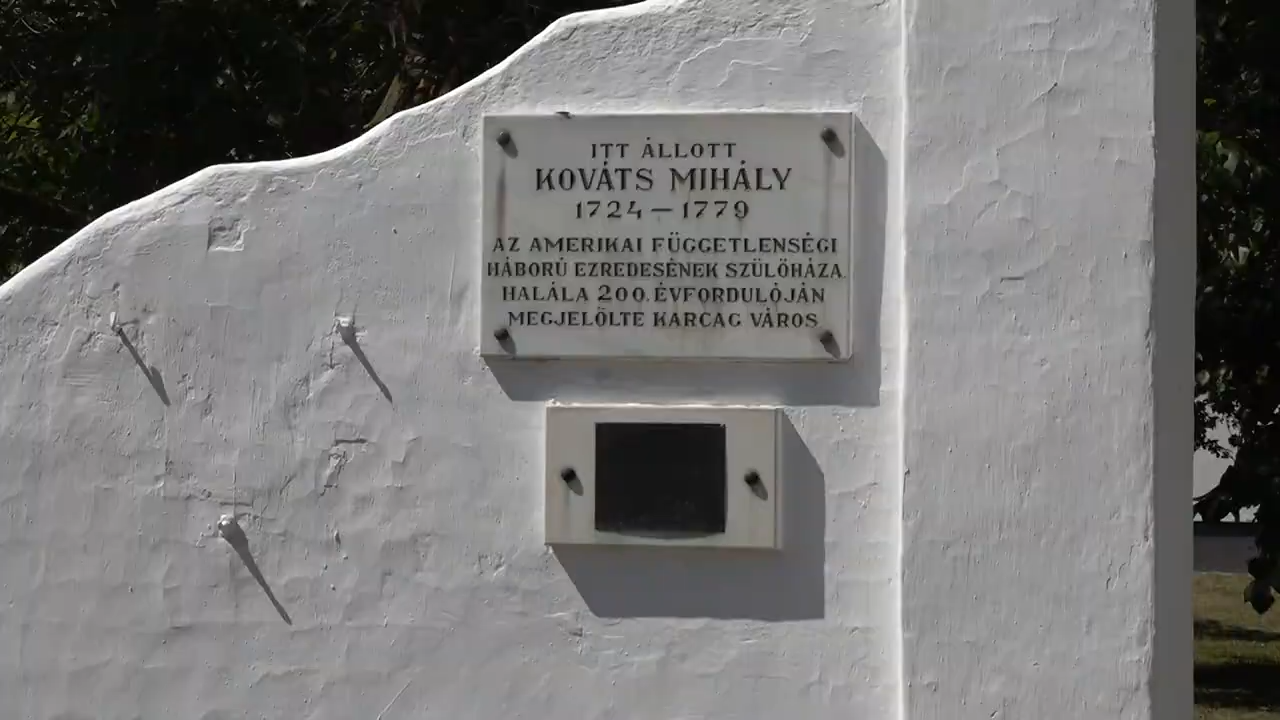 ITT ÁLLOTT
KOVÁTS MIHÁLY
1724 – 1779
AZ AMERIKAI FÜGGETLENSÉGI
HÁBORÚ EZREDESÉNEK SZÜLŐHÁZA.
HALÁLA 200. ÉVFORDULÓJÁN
MEGJELÖLTE KARCAG VÁROS